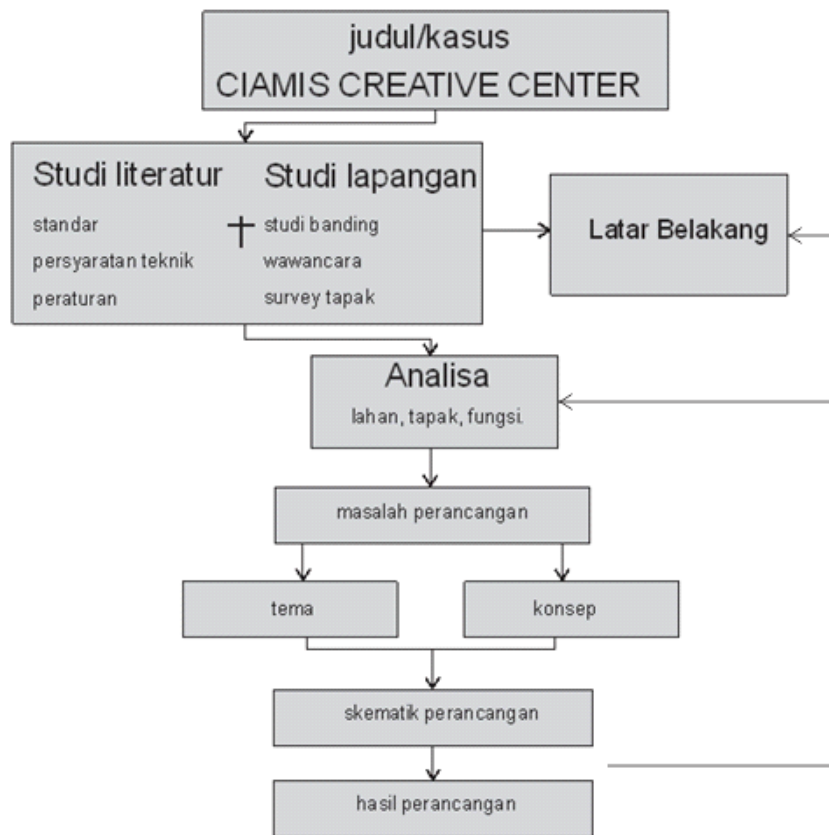 judul/kasus
CIAMIS CREATIVE CENTER
Studi literatur
standar
persyaratan teknik
peraturan
Studi lapangan
studi banding
wawancara
survey tapak
Latar Belakang
Analisa
lahan, tapak, fungsi.
masalah perancangan
tema
konsep
skematik perancangan
hasil perancangan